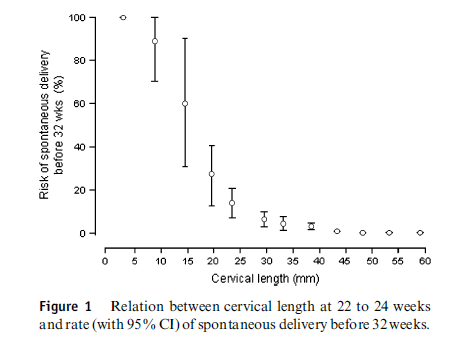 100
80
60
40
20
0
Risk of spontaneous delivery
before 32 wks (%)
0 5 10 15 20 25 30 35 40 45 50 55 60
Cervical length (mm)
Figure 1 Relation between cervical length at 22 to 24 weeks
and rate (with 95% CI) of spontaneous delivery before 32 weeks.